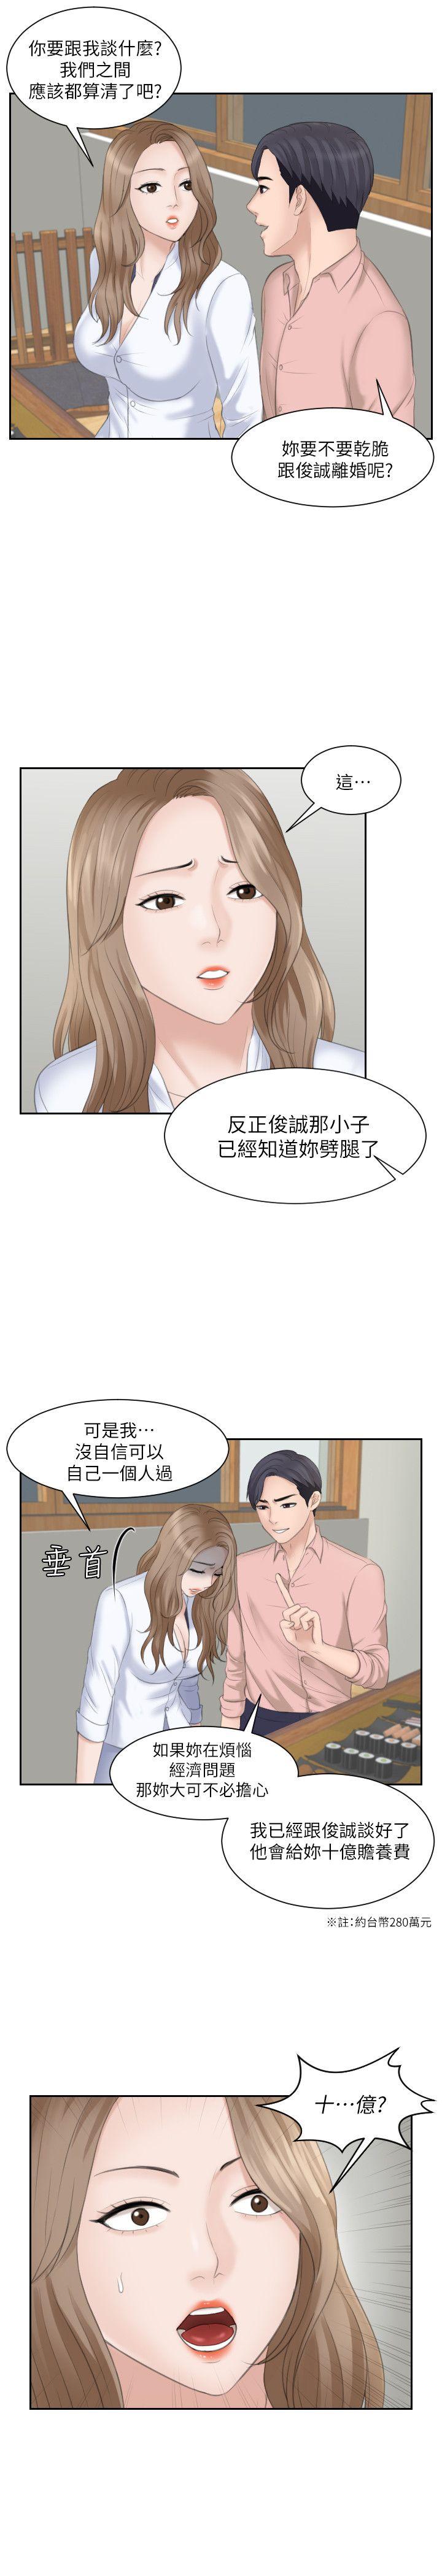 你要跟我談什麼?
我們之間
應該都算清了吧?
妳要不要乾脆
跟俊誠離婚呢?
這…
反正俊誠那小子
已經知道妳劈腿了
可是我…
沒自信可以
自己一個人過
垂首
如果妳在煩惱
經濟問題
那妳大可不必擔心
我已經跟俊誠談好了
他會給妳十億贍養費
※註:約台幣280萬元
十…億?